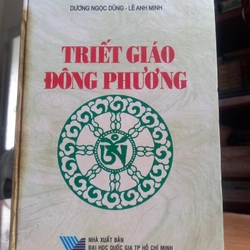 DƯƠNG NGỌC DŨNG - LÊ ANH MINH
TRIẾT GIÁO
ĐÔNG PHƯƠNG
NHÀ XUẤT BẢN
ĐẠI HỌC QUỐC GIA TP HỒ CHÍ MINH